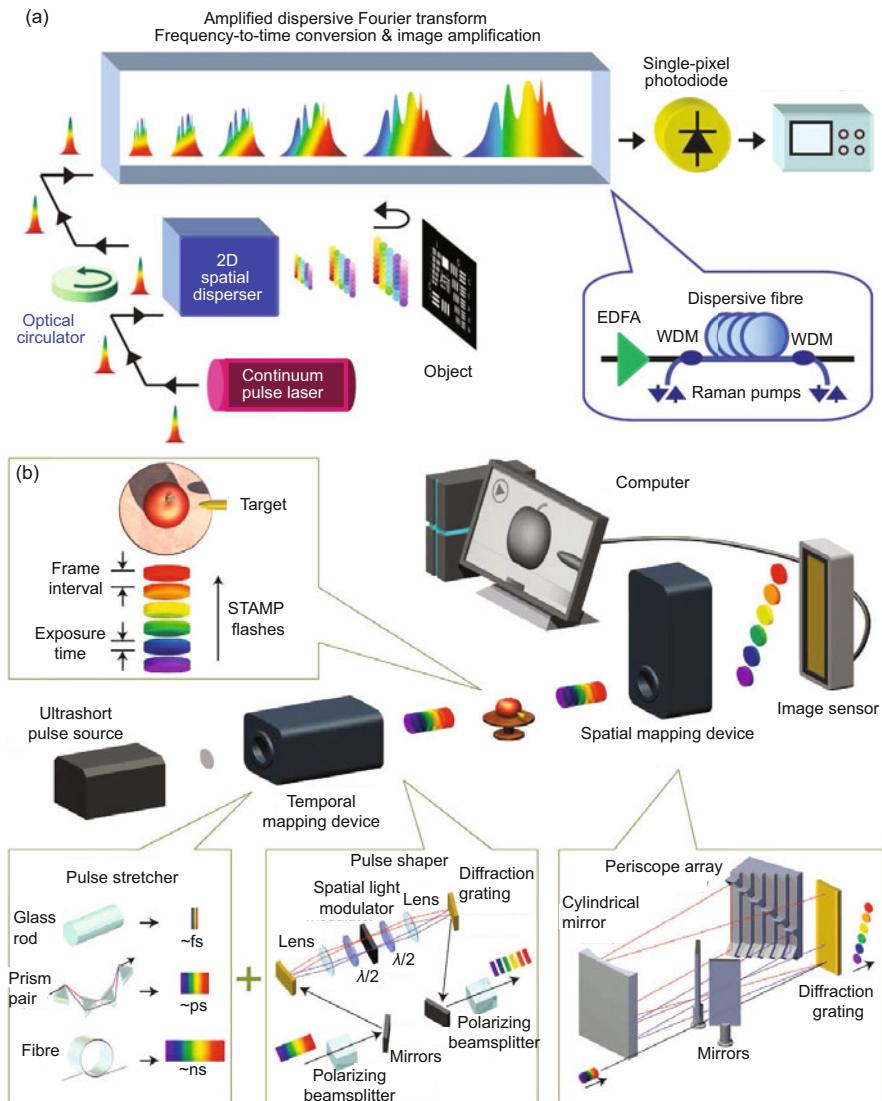 (a)
Amplified dispersive Fourier transform
Frequency-to-time conversion & image amplification
Single-pixel
photodiode
2D
spatial
disperser
Optical
circulator
Continuum
pulse laser
Object
EDFA
Dispersive fibre
WDM
WDM
Raman pumps
(b)
Target
Frame
interval
STAMP
flashes
Exposure
time
Computer
Image sensor
Spatial mapping device
Ultrashort
pulse source
Temporal
mapping device
Pulse stretcher
Glass
rod
~fs
Prism
pair
~ps
Fibre
~ns
+
Pulse shaper
Diffraction
grating
Spatial light
modulator
Lens
Lens
λ/2
λ/2
Polarizing
beamsplitter
Mirrors
Polarizing
beamsplitter
Periscope array
Cylindrical
mirror
Diffraction
grating
Mirrors